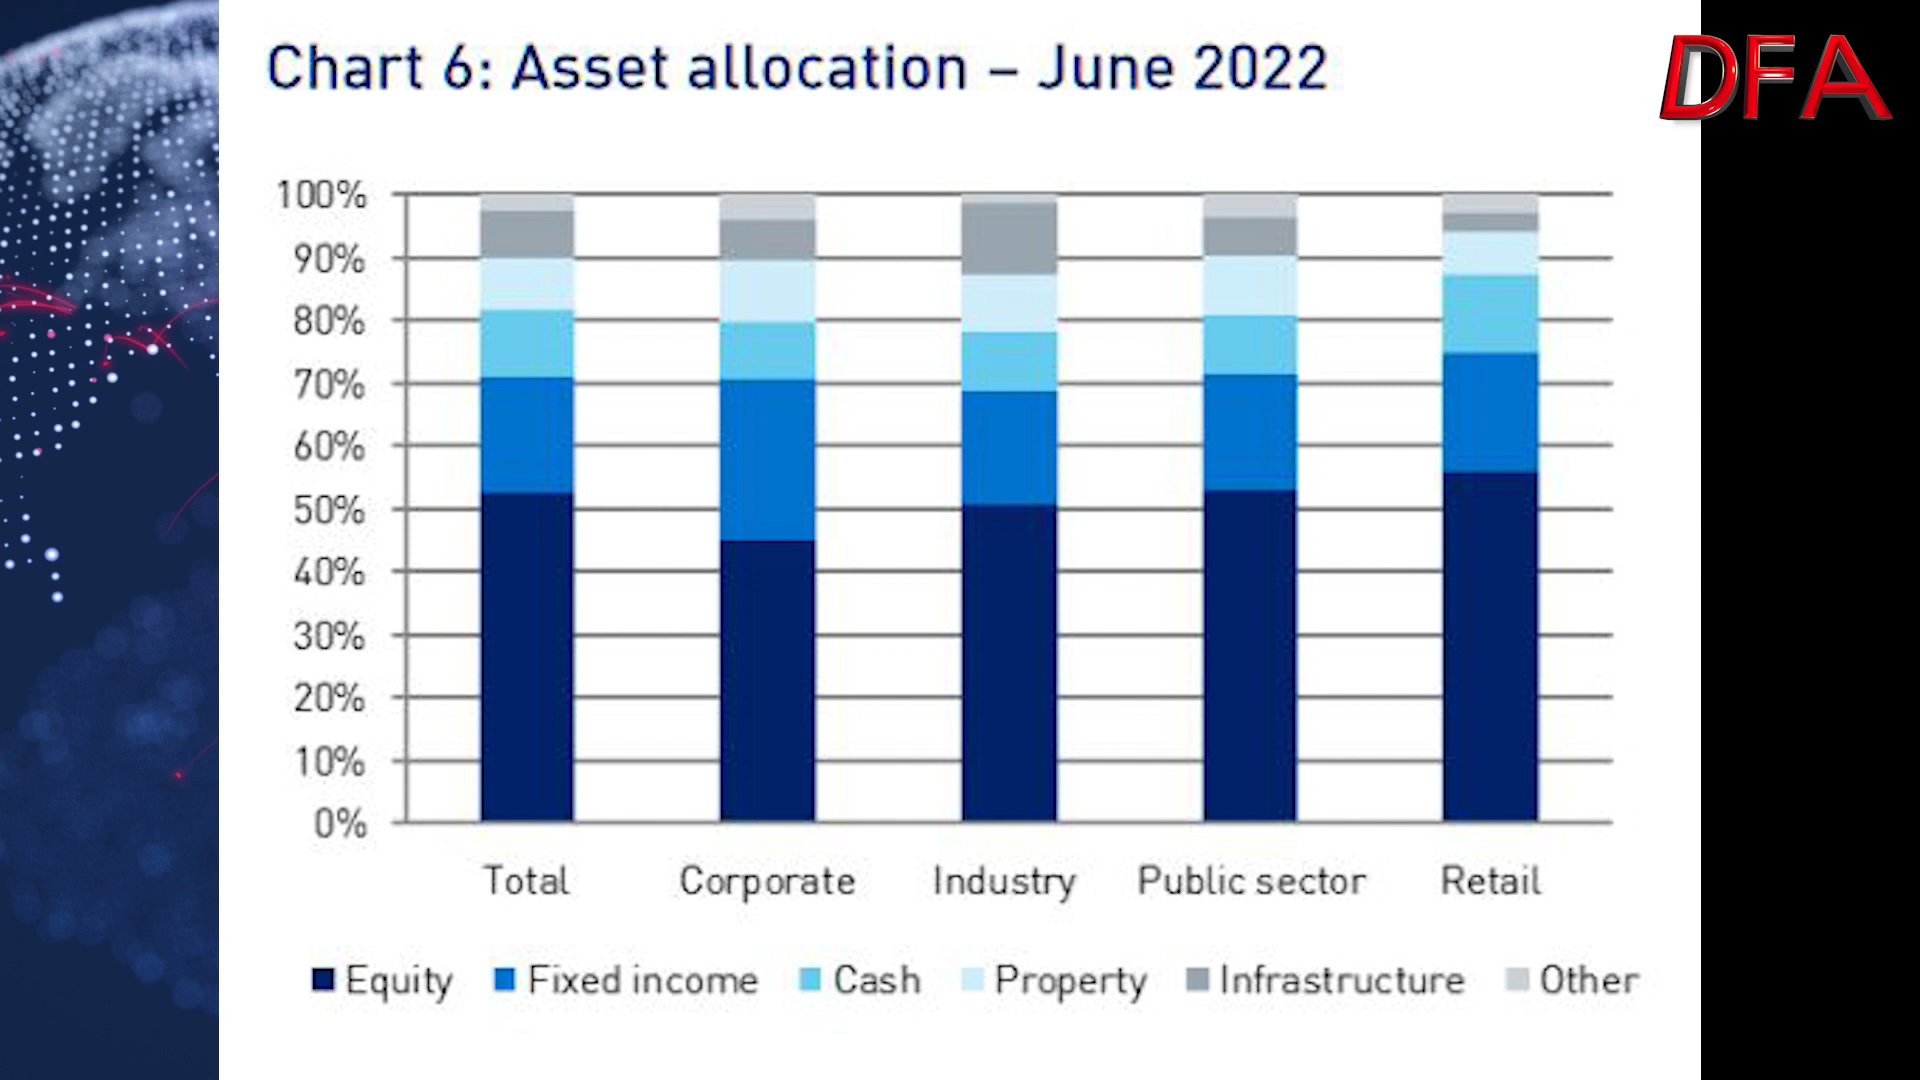 Chart 6: Asset allocation – June 2022
DFA
100%
90%
80%
70%
60%
50%
40%
30%
20%
10%
0%
Total Corporate Industry Public sector Retail
Equity Fixed income Cash Property Infrastructure Other